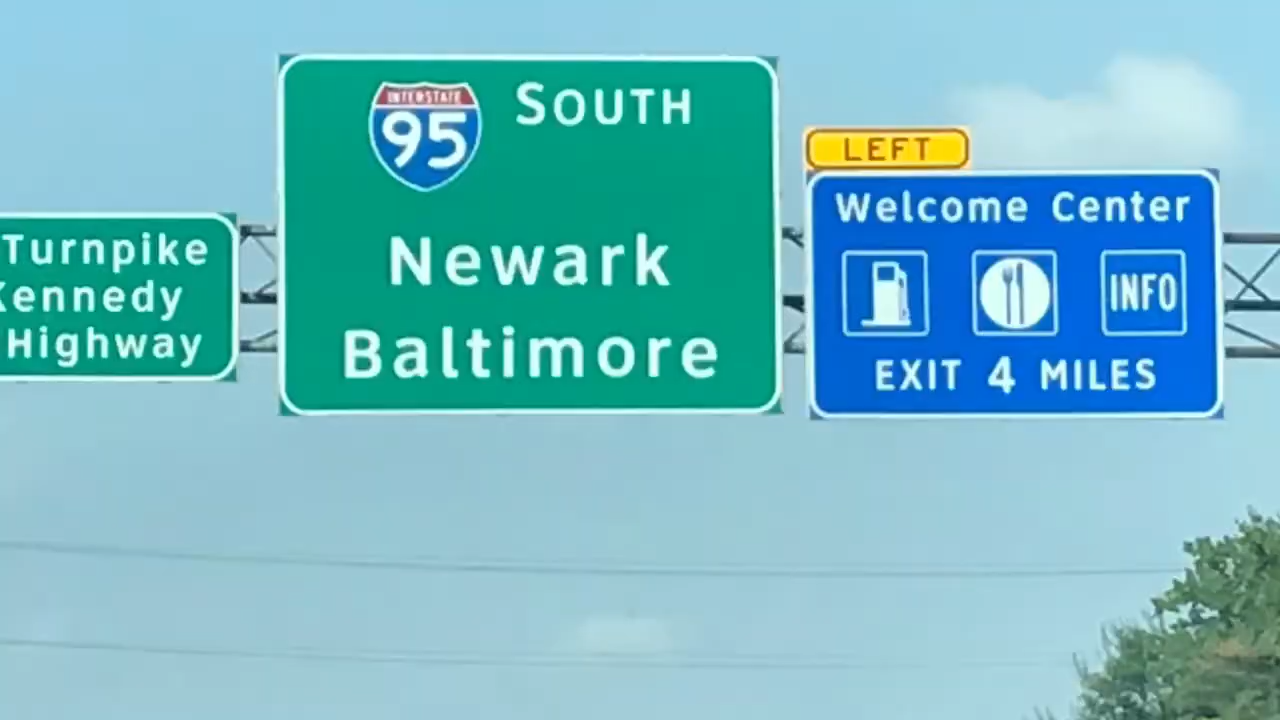 Turnpike
Kennedy
Highway
INTERSTATE
95 SOUTH
Newark
Baltimore
LEFT
Welcome Center
INFO
EXIT 4 MILES